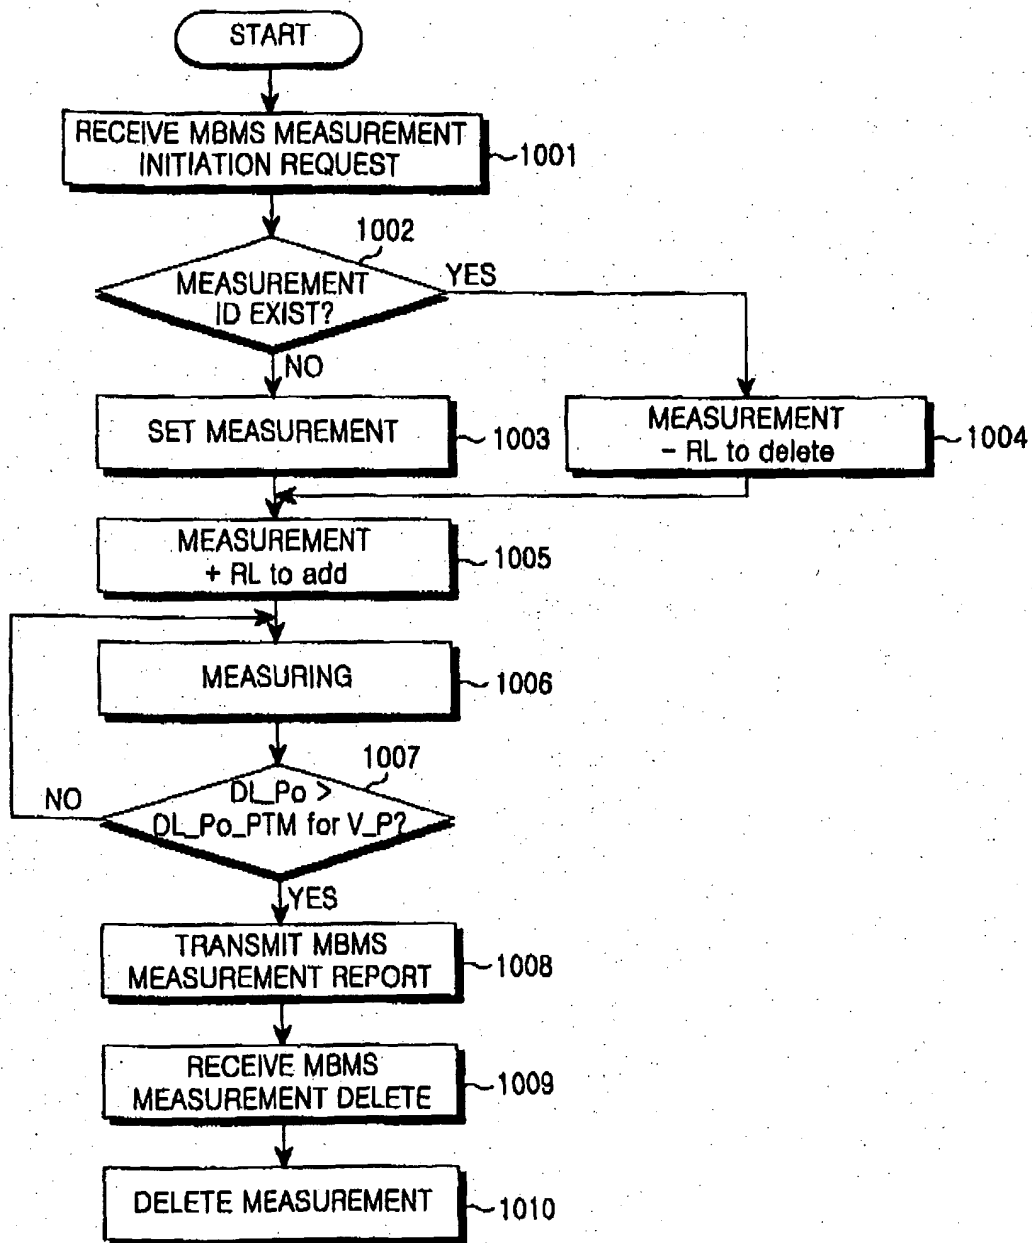 START
RECEIVE MBMS MEASUREMENT
INITIATION REQUEST
1001
1002
MEASUREMENT
ID EXIST?
YES
NO
SET MEASUREMENT
1003
MEASUREMENT
- RL to delete
1004
MEASUREMENT
+ RL to add
1005
MEASURING
1006
1007
DL_Po >
DL_Po_PTM for V_P?
NO
YES
TRANSMIT MBMS
MEASUREMENT REPORT
1008
RECEIVE MBMS
MEASUREMENT DELETE
1009
DELETE MEASUREMENT
1010